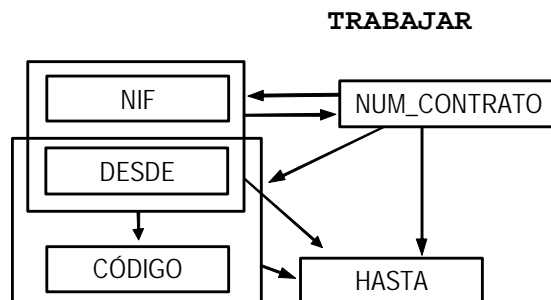 TRABAJAR
NIF
NUM_CONTRATO
DESDE
CÓDIGO
HASTA